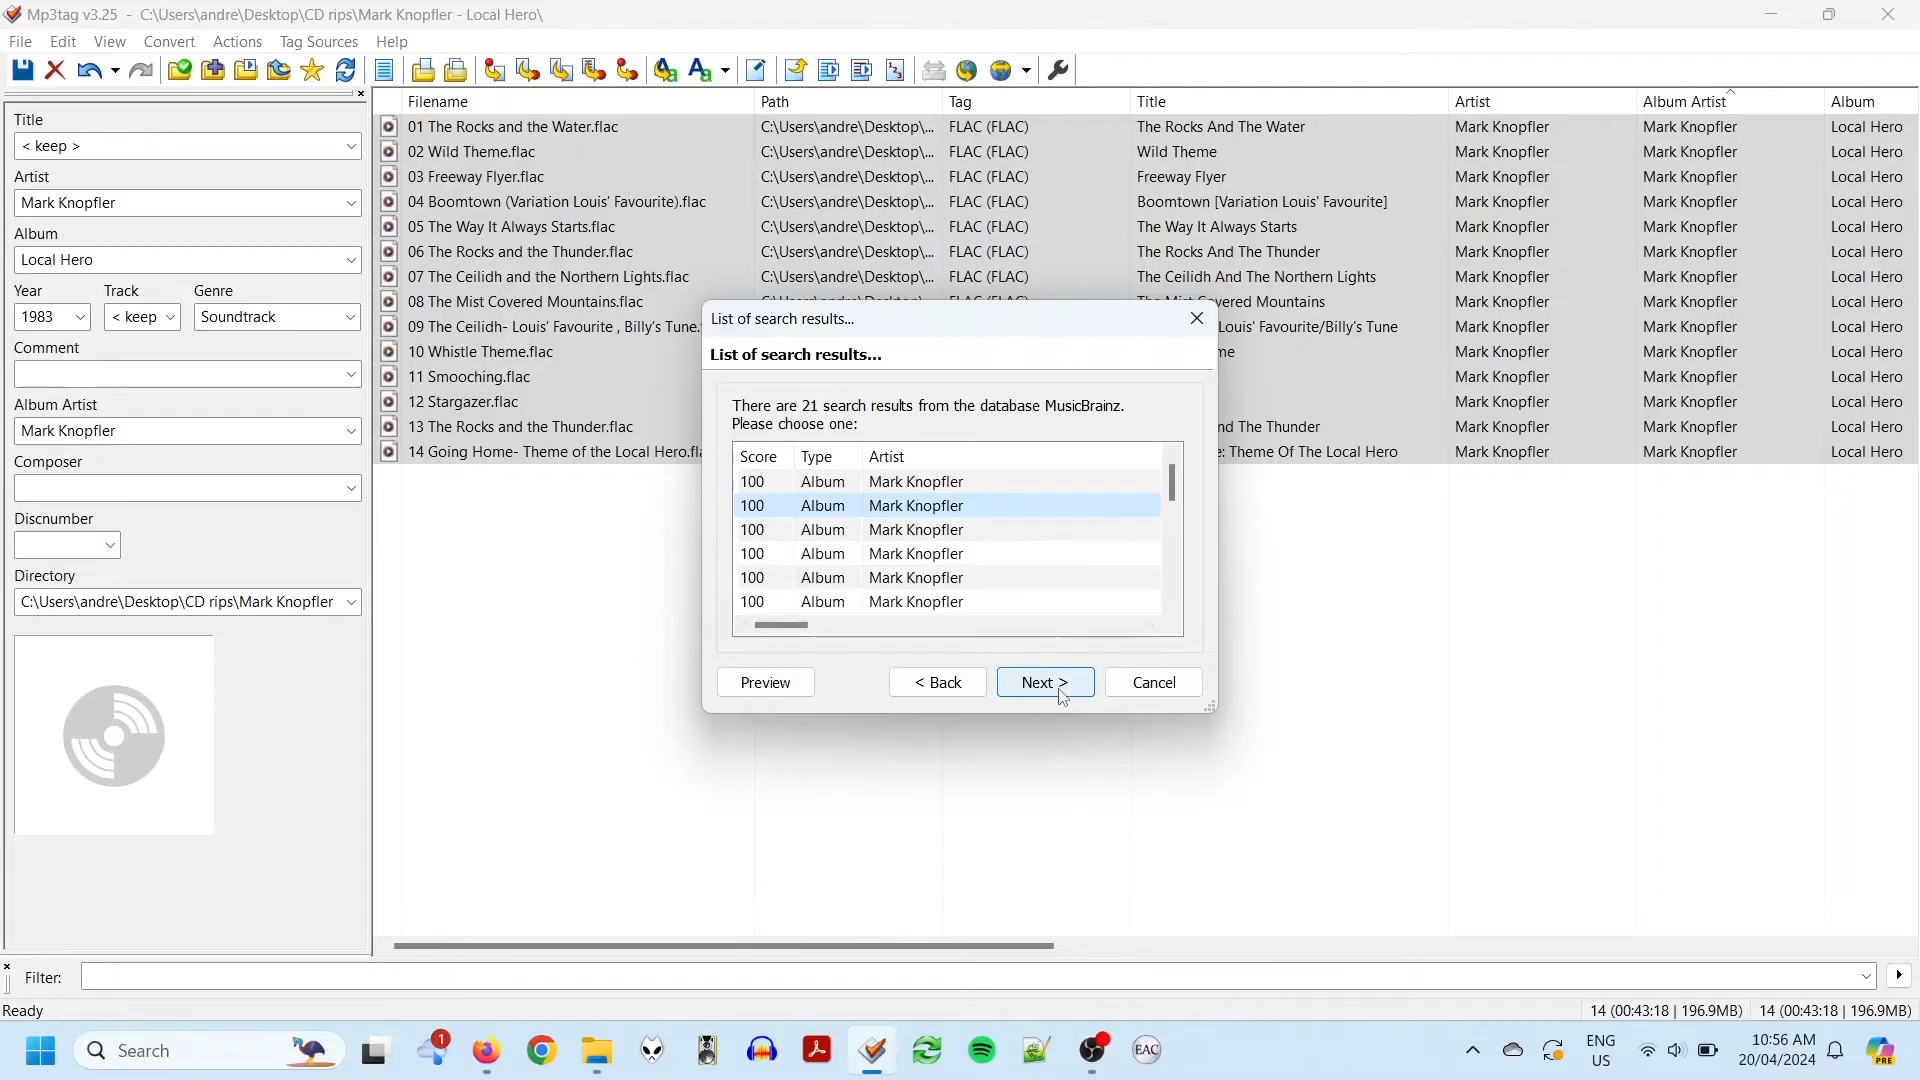 Mp3tag v3.25 - C:\Users\andre\Desktop\CD rips\Mark Knopfler - Local Hero\
File Edit View Convert Actions Tag Sources Help
Title
< keep >
Artist
Mark Knopfler
Album
Local Hero
Year Track Genre
1983 < keep Soundtrack
Comment
Album Artist
Mark Knopfler
Composer
Discnumber
Directory
C:\Users\andre\Desktop\CD rips\Mark Knopfler
Filename Path Tag Title Artist Album Artist Album
01 The Rocks and the Water.flac C:\Users\andre\Desktop\... FLAC (FLAC) The Rocks And The Water Mark Knopfler Mark Knopfler Local Hero
02 Wild Theme.flac C:\Users\andre\Desktop\... FLAC (FLAC) Wild Theme Mark Knopfler Mark Knopfler Local Hero
03 Freeway Flyer.flac C:\Users\andre\Desktop\... FLAC (FLAC) Freeway Flyer Mark Knopfler Mark Knopfler Local Hero
04 Boomtown (Variation Louis' Favourite).flac C:\Users\andre\Desktop\... FLAC (FLAC) Boomtown [Variation Louis' Favourite] Mark Knopfler Mark Knopfler Local Hero
05 The Way It Always Starts.flac C:\Users\andre\Desktop\... FLAC (FLAC) The Way It Always Starts Mark Knopfler Mark Knopfler Local Hero
06 The Rocks and the Thunder.flac C:\Users\andre\Desktop\... FLAC (FLAC) The Rocks And The Thunder Mark Knopfler Mark Knopfler Local Hero
07 The Ceilidh and the Northern Lights.flac C:\Users\andre\Desktop\... FLAC (FLAC) The Ceilidh And The Northern Lights Mark Knopfler Mark Knopfler Local Hero
08 The Mist Covered Mountains.flac C:\Users\andre\Desktop\... FLAC (FLAC) The Mist Covered Mountains Mark Knopfler Mark Knopfler Local Hero
09 The Ceilidh- Louis' Favourite , Billy's Tune. Louis' Favourite/Billy's Tune Mark Knopfler Mark Knopfler Local Hero
10 Whistle Theme.flac me Mark Knopfler Mark Knopfler Local Hero
11 Smooching.flac Mark Knopfler Mark Knopfler Local Hero
12 Stargazer.flac Mark Knopfler Mark Knopfler Local Hero
13 The Rocks and the Thunder.flac nd The Thunder Mark Knopfler Mark Knopfler Local Hero
14 Going Home- Theme of the Local Hero.fla e: Theme Of The Local Hero Mark Knopfler Mark Knopfler Local Hero
List of search results...
List of search results...
There are 21 search results from the database MusicBrainz.
Please choose one:
Score Type Artist
100 Album Mark Knopfler
100 Album Mark Knopfler
100 Album Mark Knopfler
100 Album Mark Knopfler
100 Album Mark Knopfler
100 Album Mark Knopfler
Preview < Back Next > Cancel
Filter:
Ready 14 (00:43:18 | 196.9MB) 14 (00:43:18 | 196.9MB)
Search 1 EAC ENG
US 10:56 AM
20/04/2024 PRE